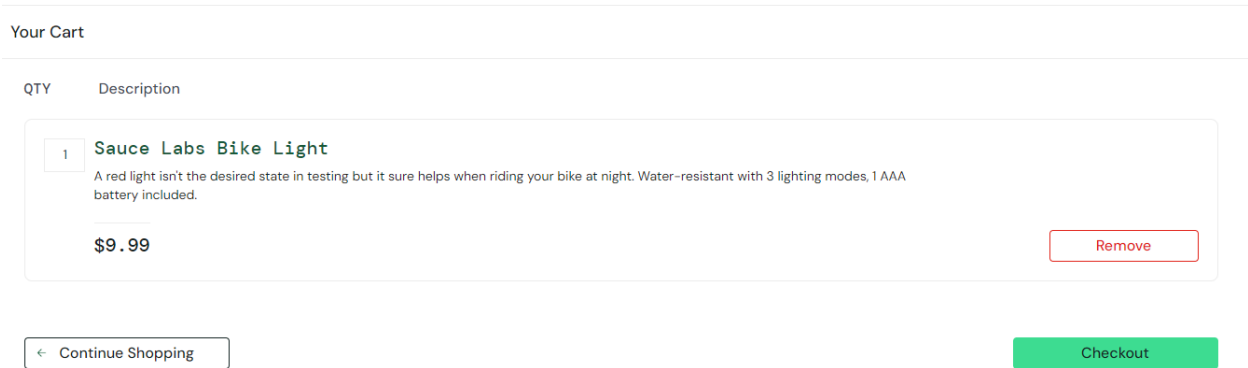 Your Cart
QTY Description
1 Sauce Labs Bike Light
A red light isn't the desired state in testing but it sure helps when riding your bike at night. Water-resistant with 3 lighting modes, 1 AAA
battery included.
$9.99 Remove
← Continue Shopping Checkout